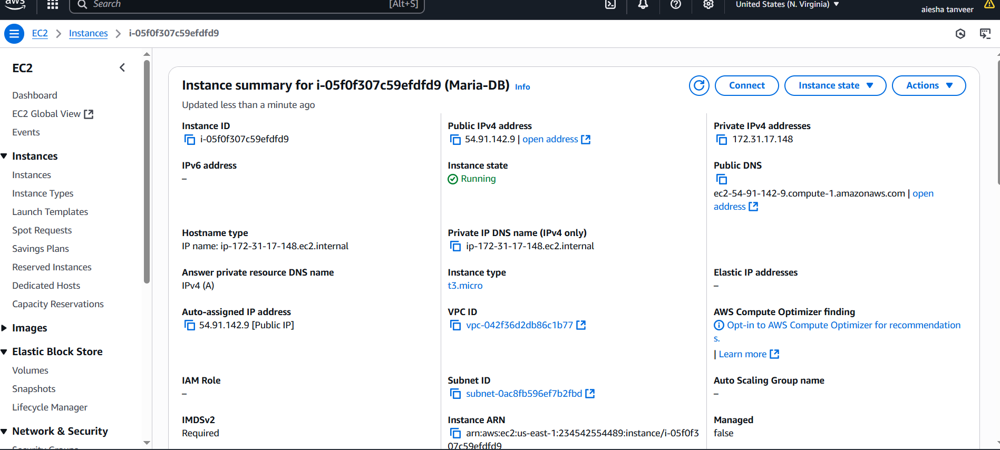 aws
Search
[Alt+S]
United States (N. Virginia)
aiesha tanveer
EC2
Instances
i-05f0f307c59efdfd9
EC2
Dashboard
EC2 Global View
Events
Instances
Instances
Instance Types
Launch Templates
Spot Requests
Savings Plans
Reserved Instances
Dedicated Hosts
Capacity Reservations
Images
Elastic Block Store
Volumes
Snapshots
Lifecycle Manager
Network & Security
Security Groups
Instance summary for i-05f0f307c59efdfd9 (Maria-DB) Info
Updated less than a minute ago
Connect
Instance state
Actions
Instance ID
i-05f0f307c59efdfd9
Public IPv4 address
54.91.142.9 | open address
Private IPv4 addresses
172.31.17.148
IPv6 address
–
Instance state
Running
Public DNS
ec2-54-91-142-9.compute-1.amazonaws.com | open
address
Hostname type
IP name: ip-172-31-17-148.ec2.internal
Private IP DNS name (IPv4 only)
ip-172-31-17-148.ec2.internal
Answer private resource DNS name
IPv4 (A)
Instance type
t3.micro
Elastic IP addresses
–
Auto-assigned IP address
54.91.142.9 [Public IP]
VPC ID
vpc-042f36d2db86c1b77
AWS Compute Optimizer finding
Opt-in to AWS Compute Optimizer for recommendation
s.
| Learn more
IAM Role
–
Subnet ID
subnet-0ac8fb596ef7b2fbd
Auto Scaling Group name
–
IMDSv2
Required
Instance ARN
arn:aws:ec2:us-east-1:234542554489:instance/i-05f0f3
07c59efdfd9
Managed
false